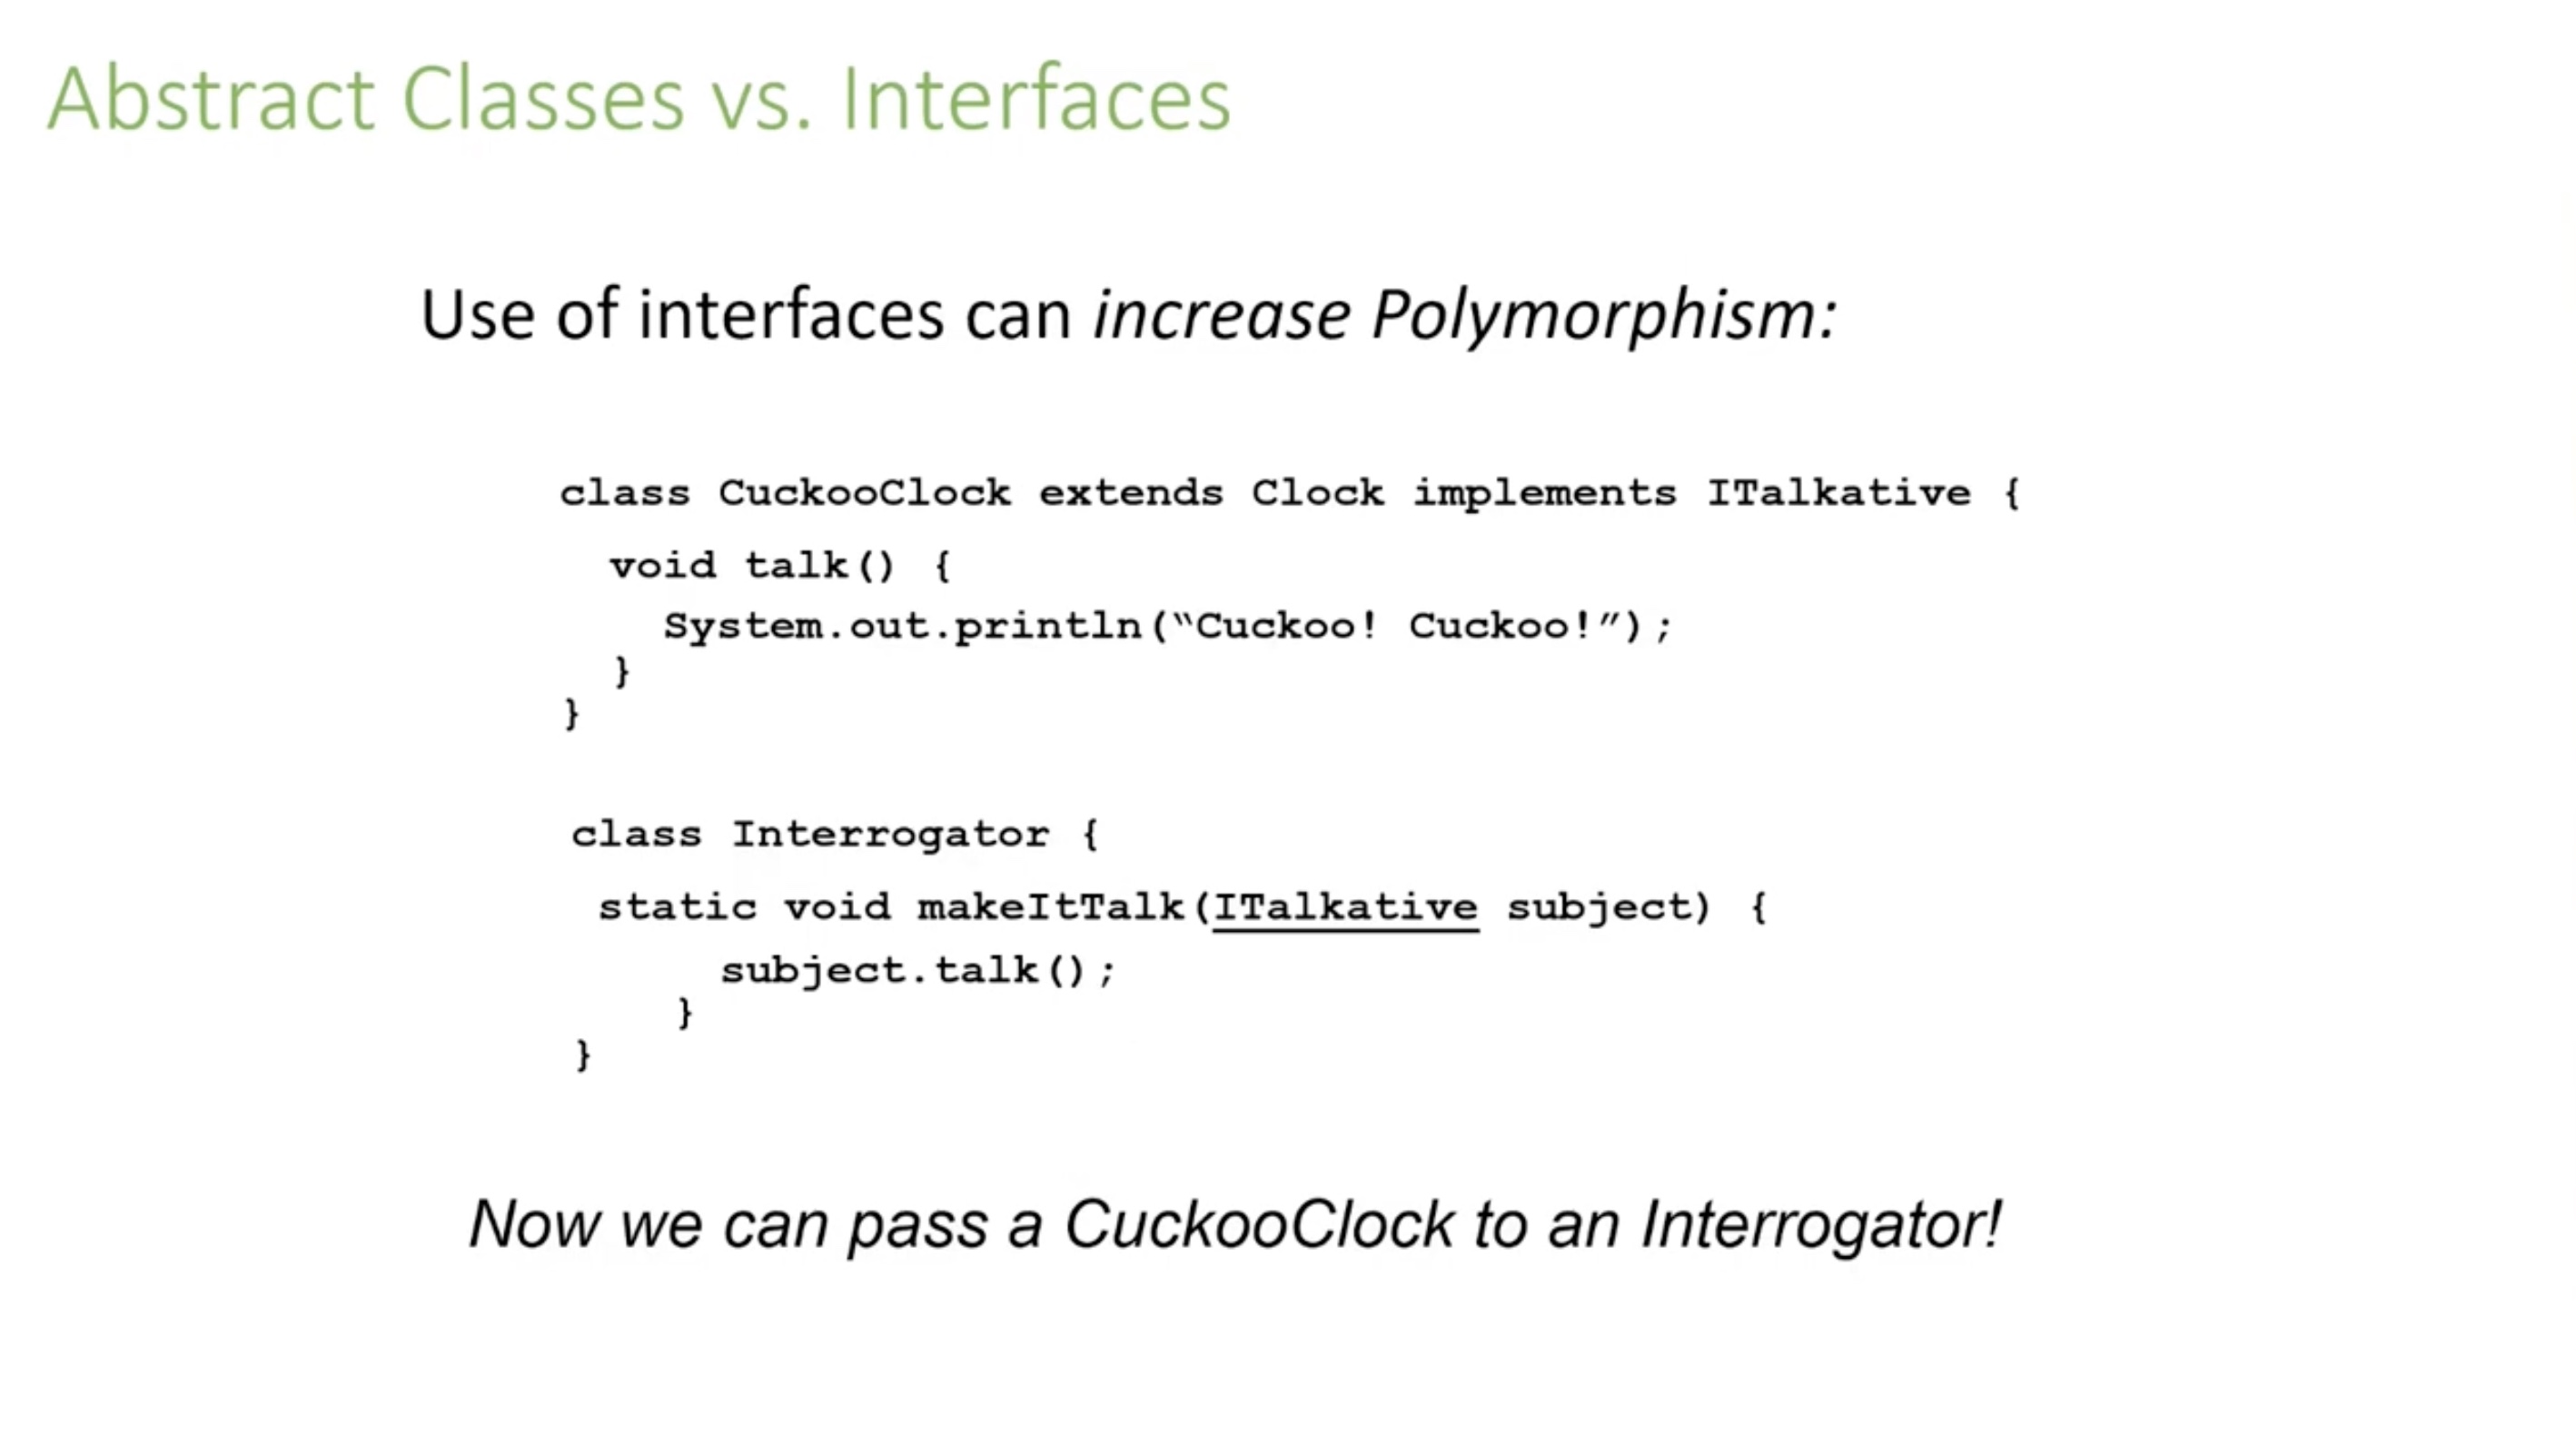 Abstract Classes vs. Interfaces
Use of interfaces can increase Polymorphism:
class CuckooClock extends Clock implements ITalkative {
void talk() {
System.out.println(“Cuckoo! Cuckoo!”);
}
}
class Interrogator {
static void makeItTalk(ITalkative subject) {
subject.talk();
}
}
Now we can pass a CuckooClock to an Interrogator!